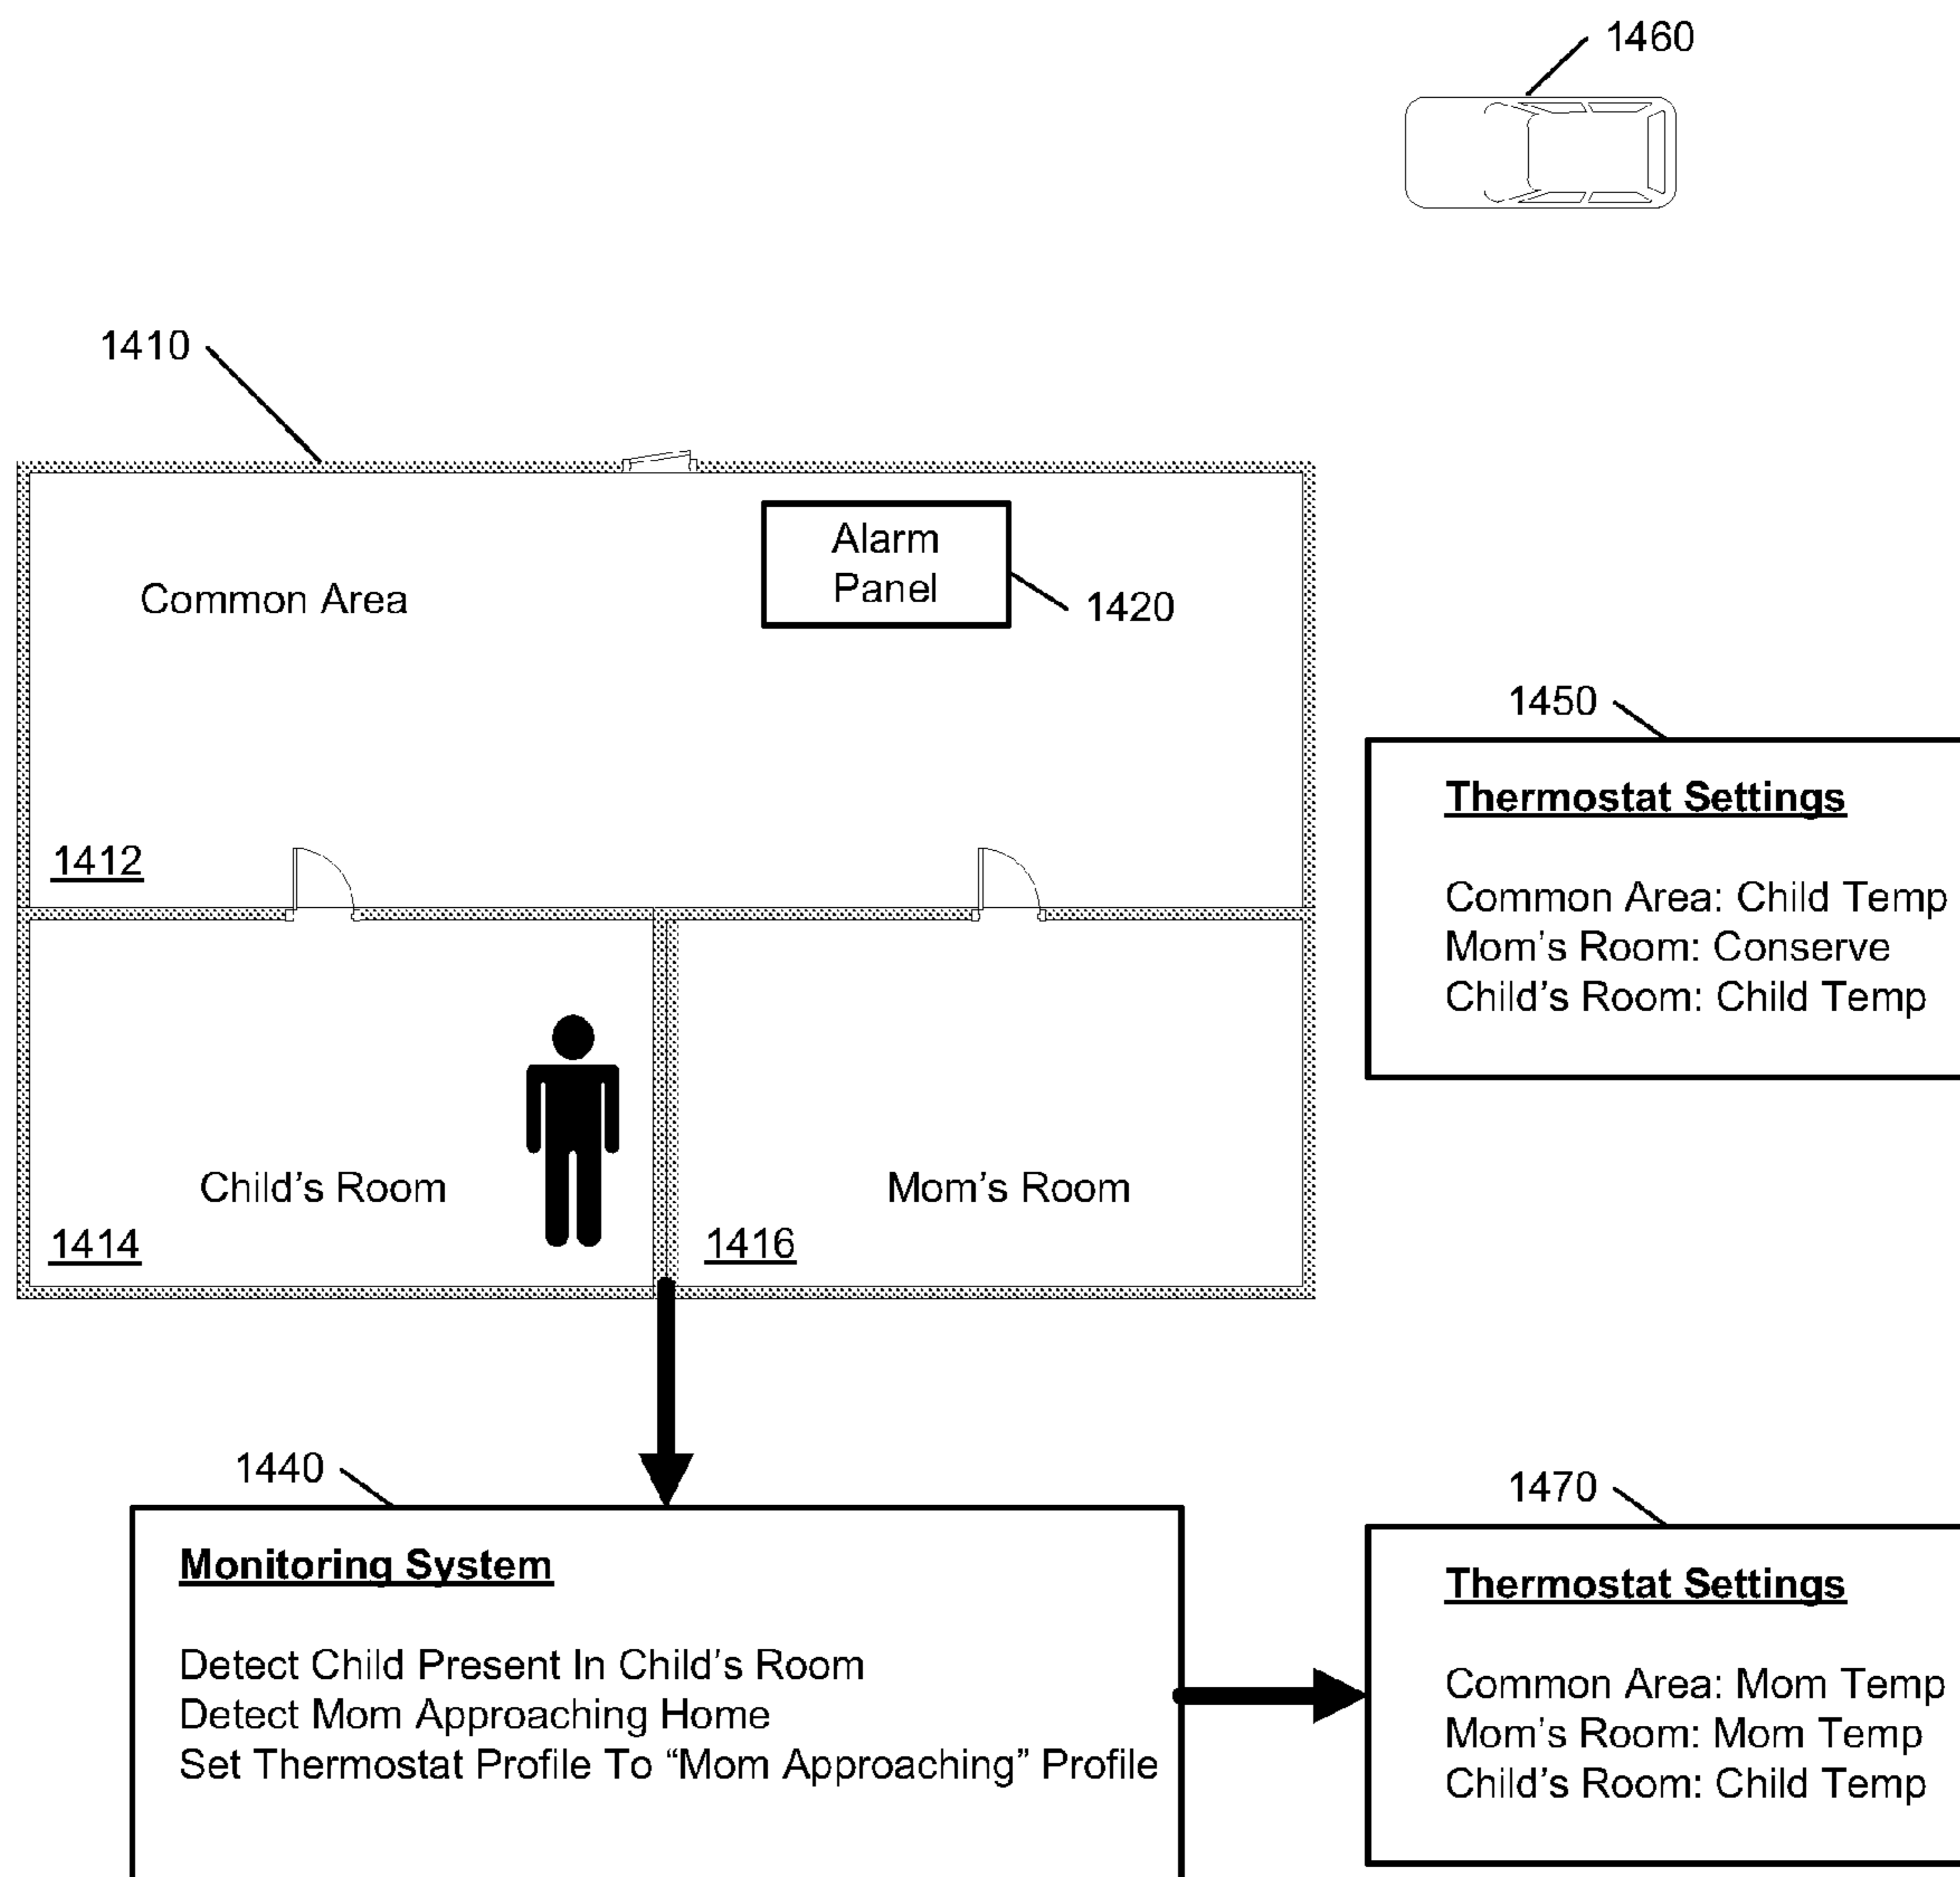 1460
1410
Alarm
Panel
Common Area
1420
1412
1450
Thermostat Settings
Common Area: Child Temp
Mom's Room: Conserve
Child's Room: Child Temp
Child's Room
Mom's Room
1414
1416
1440
Monitoring System
Detect Child Present In Child's Room
Detect Mom Approaching Home
Set Thermostat Profile To “Mom Approaching” Profile
1470
Thermostat Settings
Common Area: Mom Temp
Mom's Room: Mom Temp
Child's Room: Child Temp